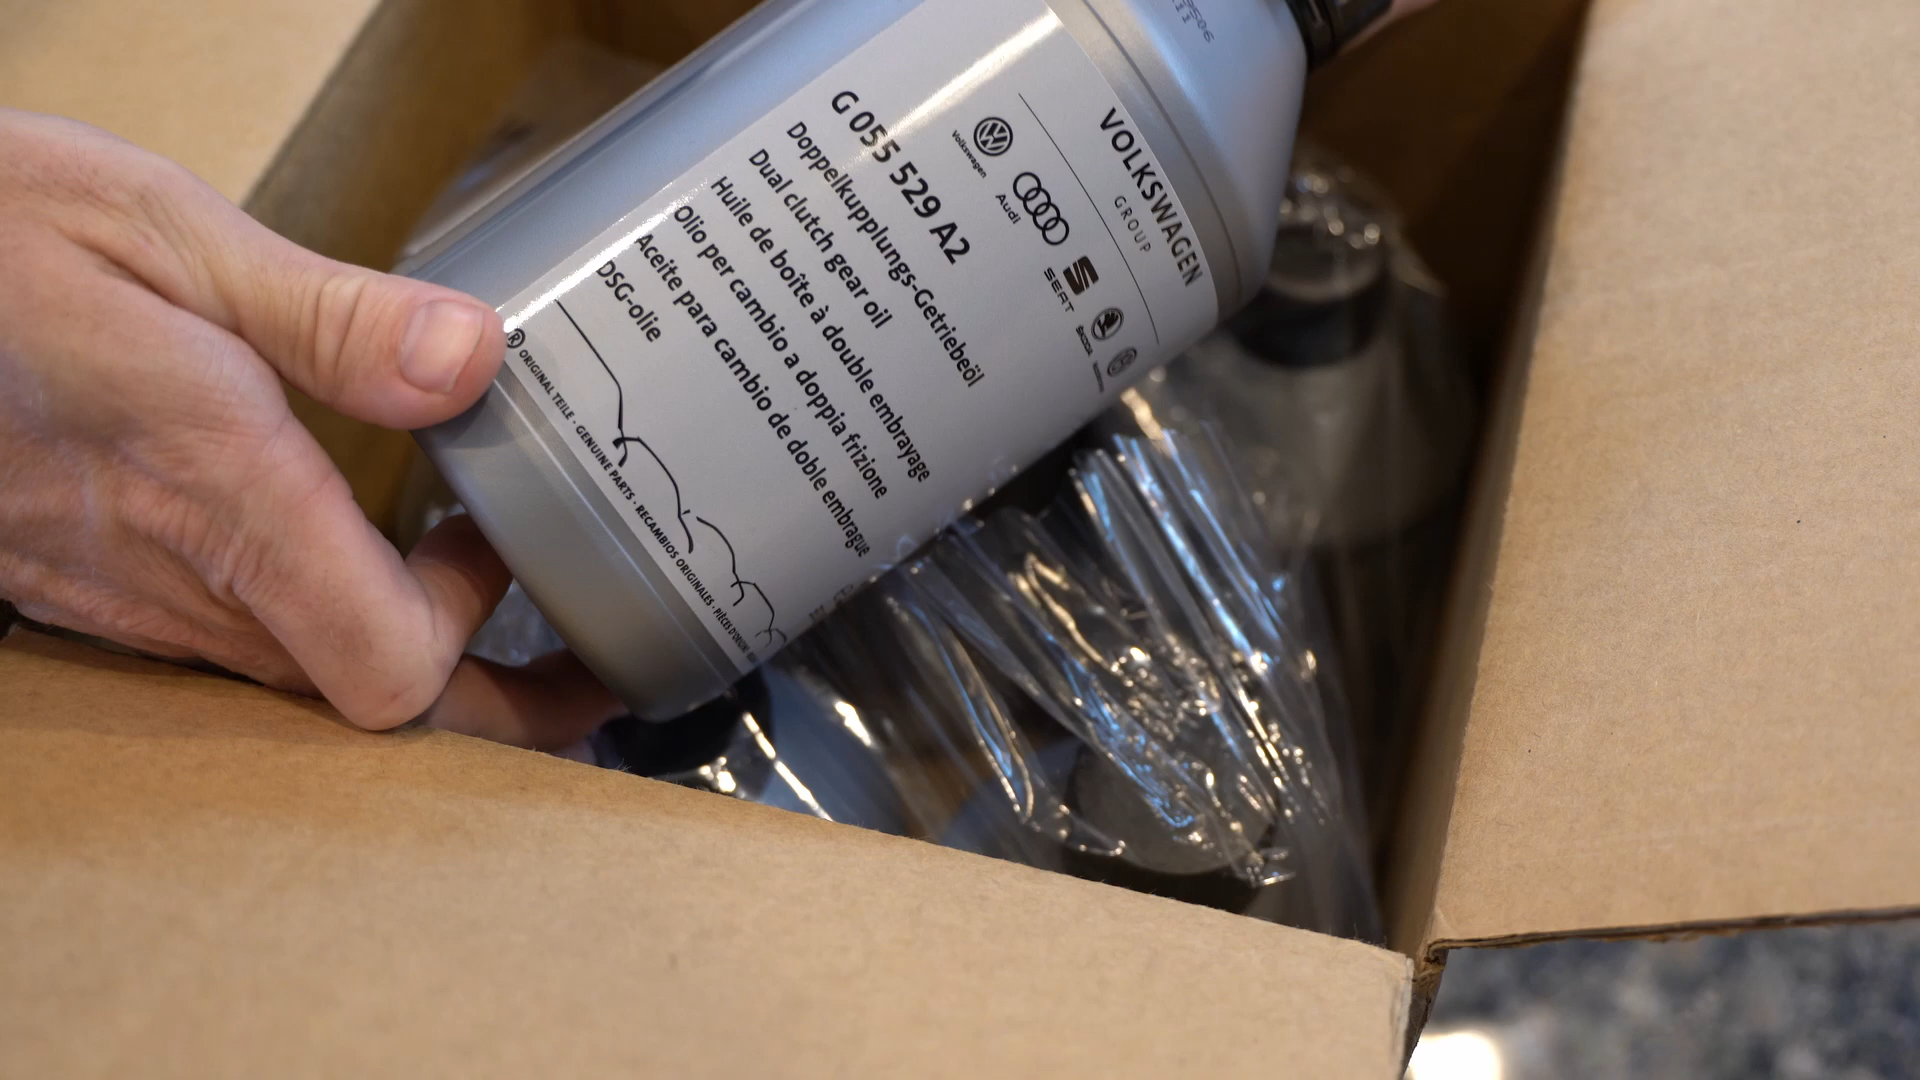 VOLKSWAGEN
GROUP
Volkswagen
Audi
SEAT
ŠKODA
G 055 529 A2
Doppelkupplungs-Getriebeöl
Dual clutch gear oil
Huile de boîte à double embrayage
Olio per cambio a doppia frizione
Aceite para cambio de doble embrague
DSG-olie
® ORIGINAL TEILE · GENUINE PARTS · RECAMBIOS ORIGINALES · PIÈCES D'ORIGINE